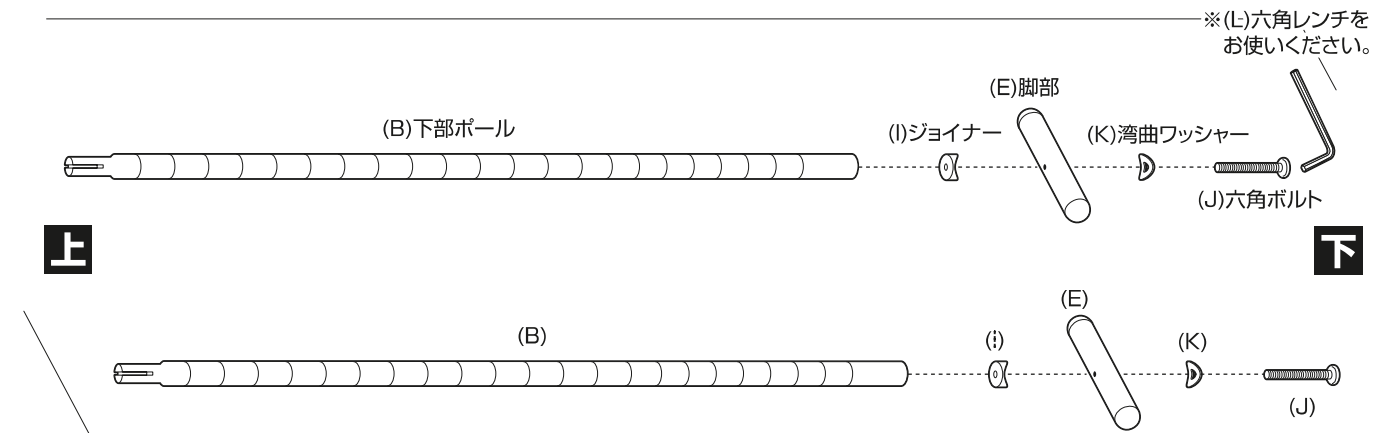 ※(L)六角レンチを
お使いください。
(E)脚部
(B)下部ポール
(I)ジョイナー
(K)湾曲ワッシャー
(J)六角ボルト
上
下
(E)
(B)
(I)
(K)
(J)